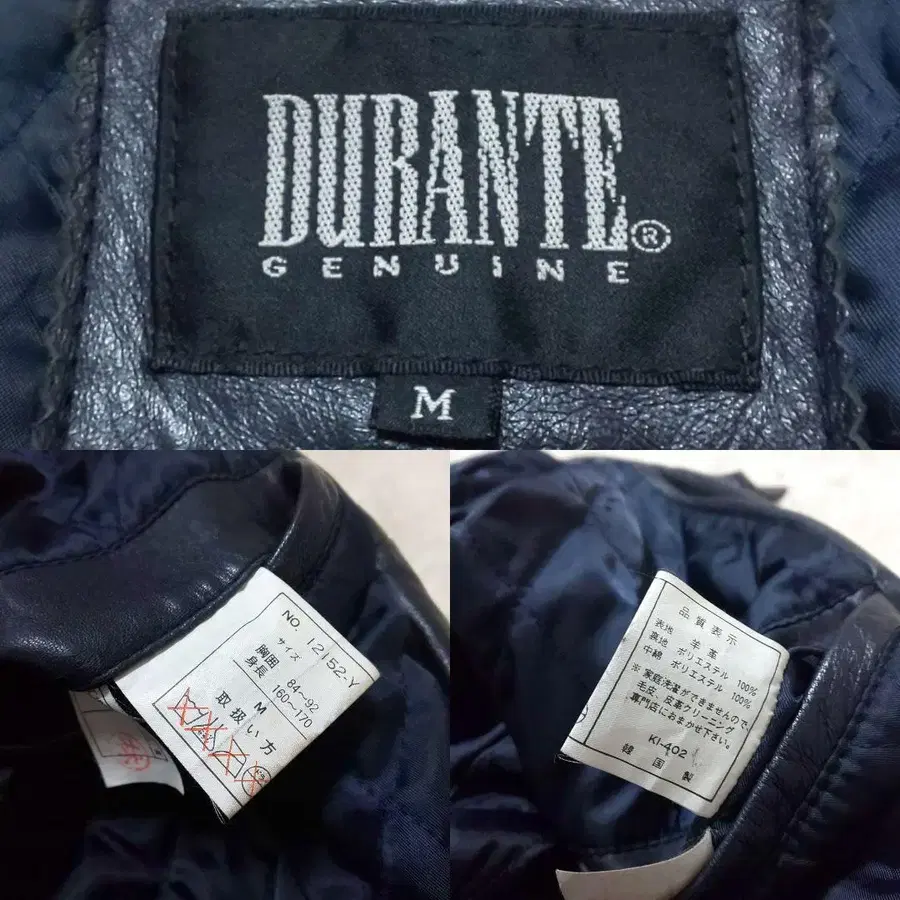 DURANTE®
GENUINE
M
NO. 12152-Y
サイズ M
胸囲 84〜92
身長 160〜170
取扱い方
品質表示
表地 羊革
裏地 ポリエステル 100%
中綿 ポリエステル 100%
※家庭洗濯ができませんので、
毛皮 皮革クリーニング
専門店におまかせ下さい。
KI-402
韓国製